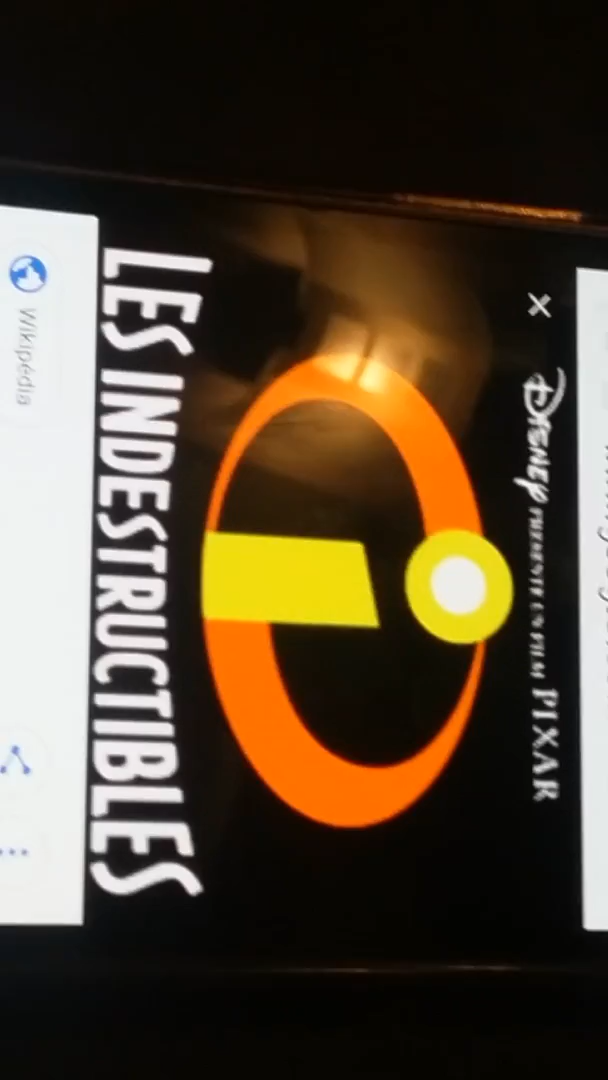 ×
DISNEY PRÉSENTE UN FILM PIXAR
LES INDESTRUCTIBLES
Wikipédia